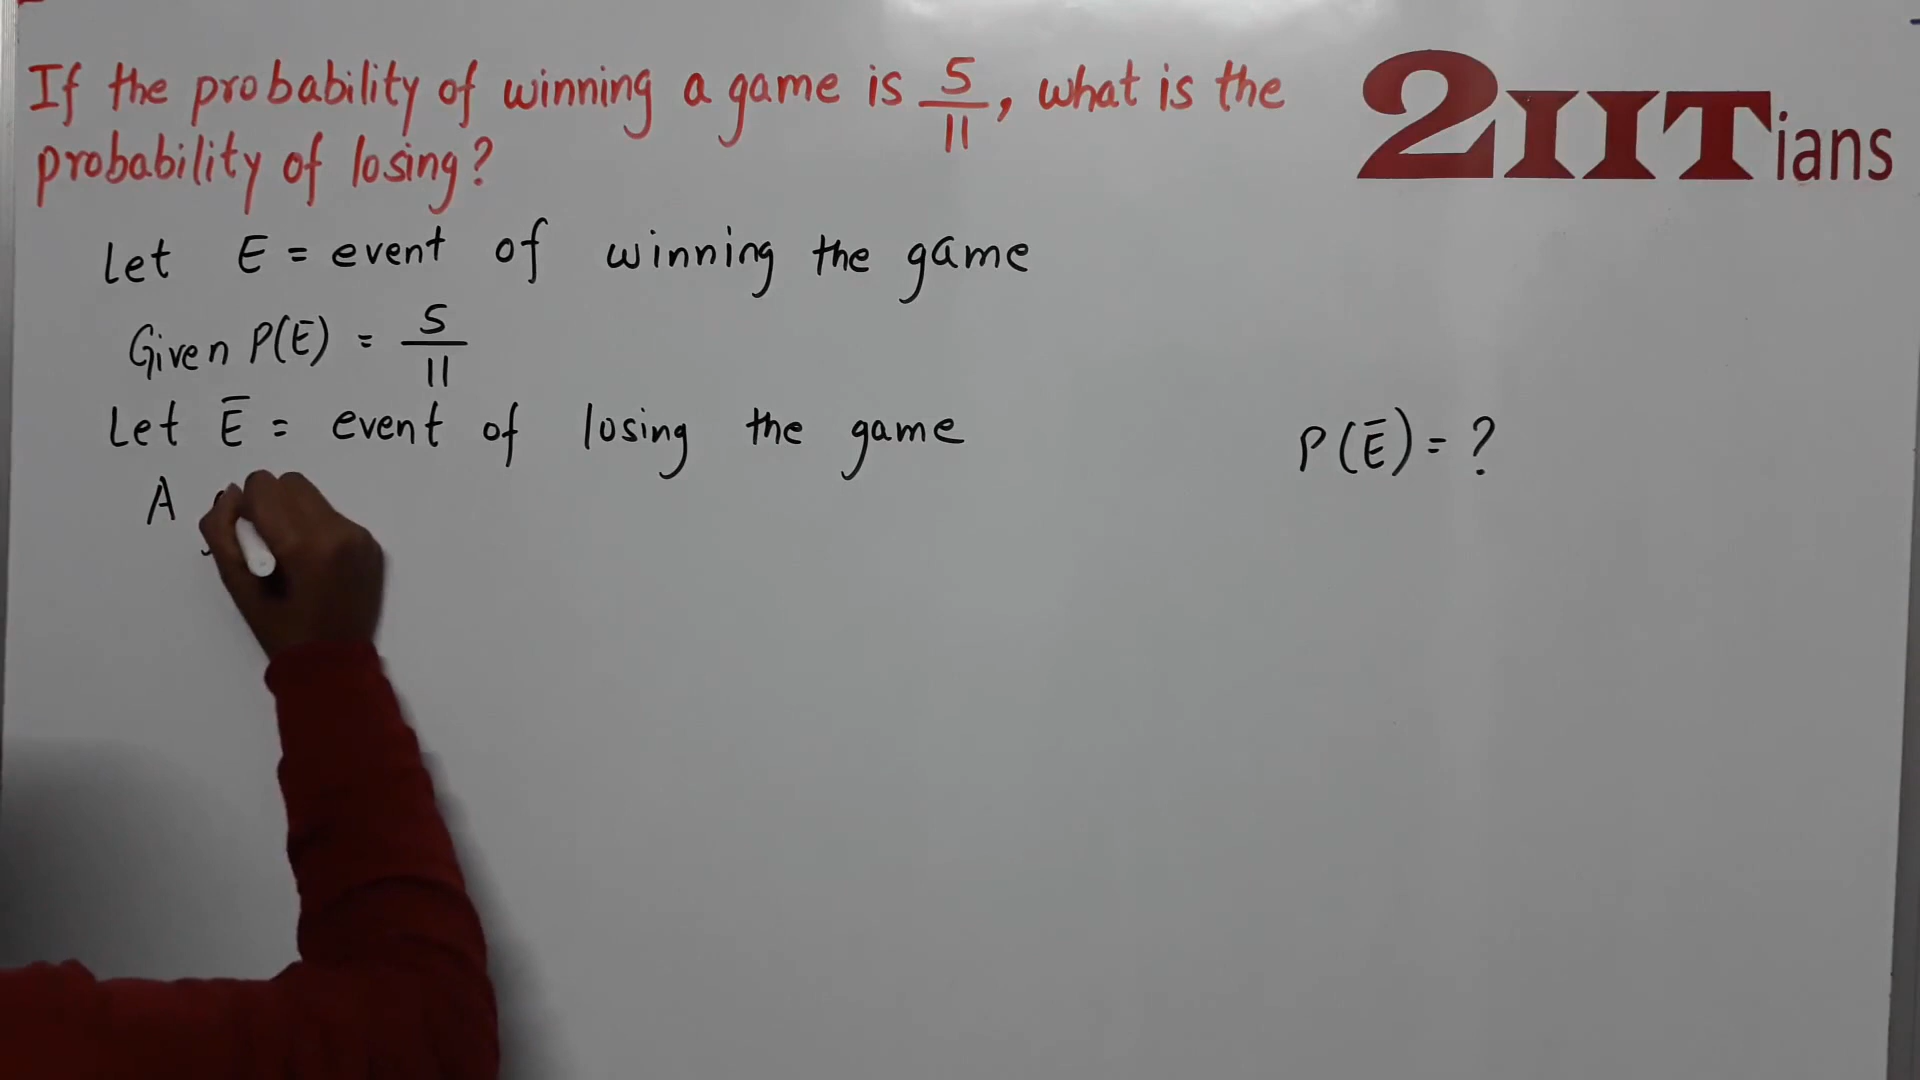 If the probability of winning a game is 5/11, what is the
probability of losing?
2IITians
Let E = event of winning the game
Given P(E) = 5/11
Let Ē = event of losing the game
P(Ē) = ?
A